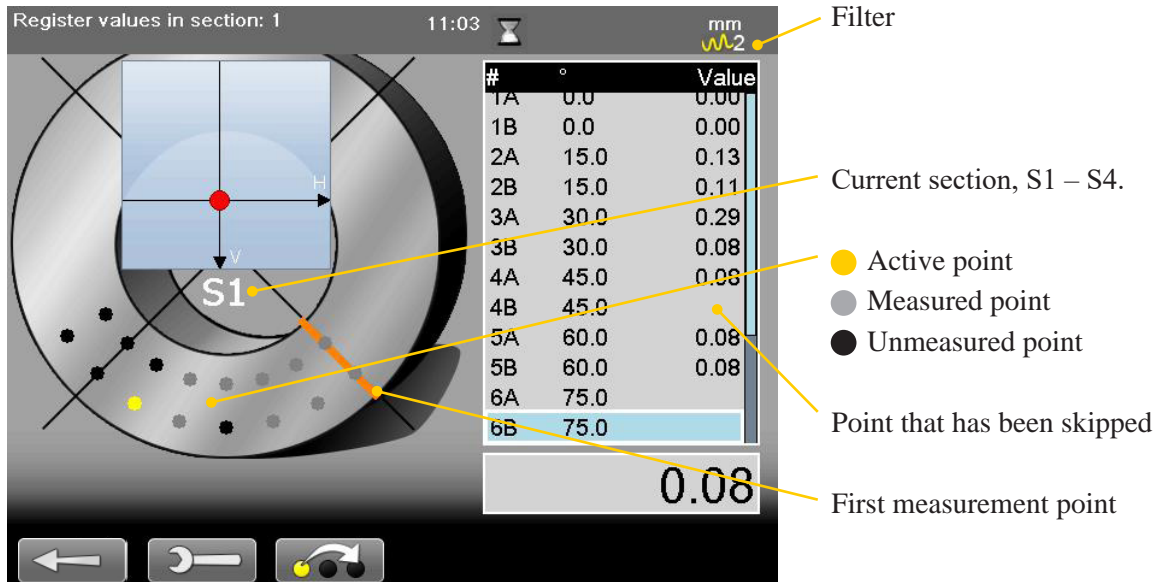 Register values in section: 1 11:03 mm
2
Filter
# ° Value
1A 0.0 0.00
1B 0.0 0.00
2A 15.0 0.13
2B 15.0 0.11
3A 30.0 0.29
3B 30.0 0.08
4A 45.0 0.08
4B 45.0
5A 60.0 0.08
5B 60.0 0.08
6A 75.0
6B 75.0
0.08
H
V
S1
Current section, S1 – S4.
Active point
Measured point
Unmeasured point
Point that has been skipped
First measurement point